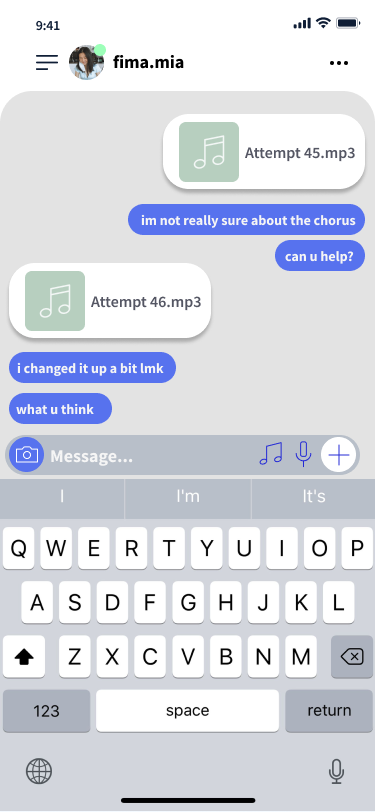 9:41
fima.mia
Attempt 45.mp3
im not really sure about the chorus
can u help?
Attempt 46.mp3
i changed it up a bit lmk
what u think
Message...
I I'm It's
Q W E R T Y U I O P
A S D F G H J K L
Z X C V B N M
123 space return